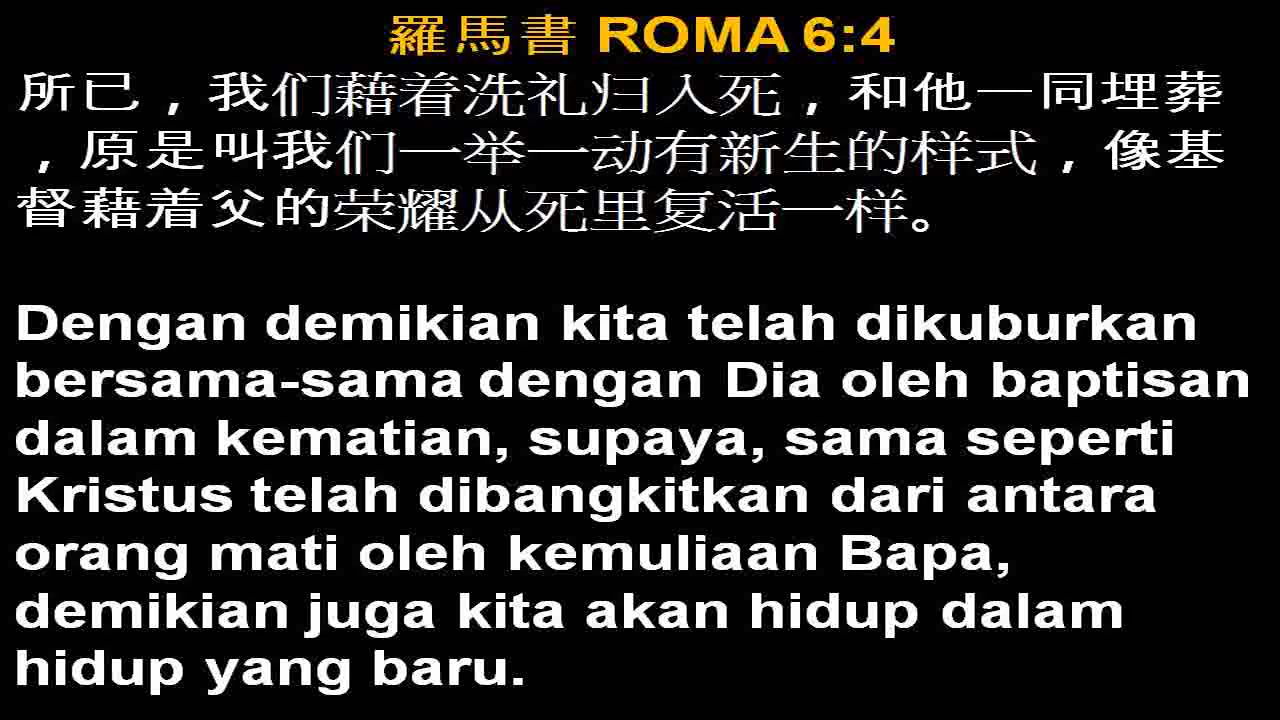 羅馬書 ROMA 6:4
所已，我们藉着洗礼归入死，和他一同埋葬
，原是叫我们一举一动有新生的样式，像基
督藉着父的荣耀从死里复活一样。
Dengan demikian kita telah dikuburkan
bersama-sama dengan Dia oleh baptisan
dalam kematian, supaya, sama seperti
Kristus telah dibangkitkan dari antara
orang mati oleh kemuliaan Bapa,
demikian juga kita akan hidup dalam
hidup yang baru.